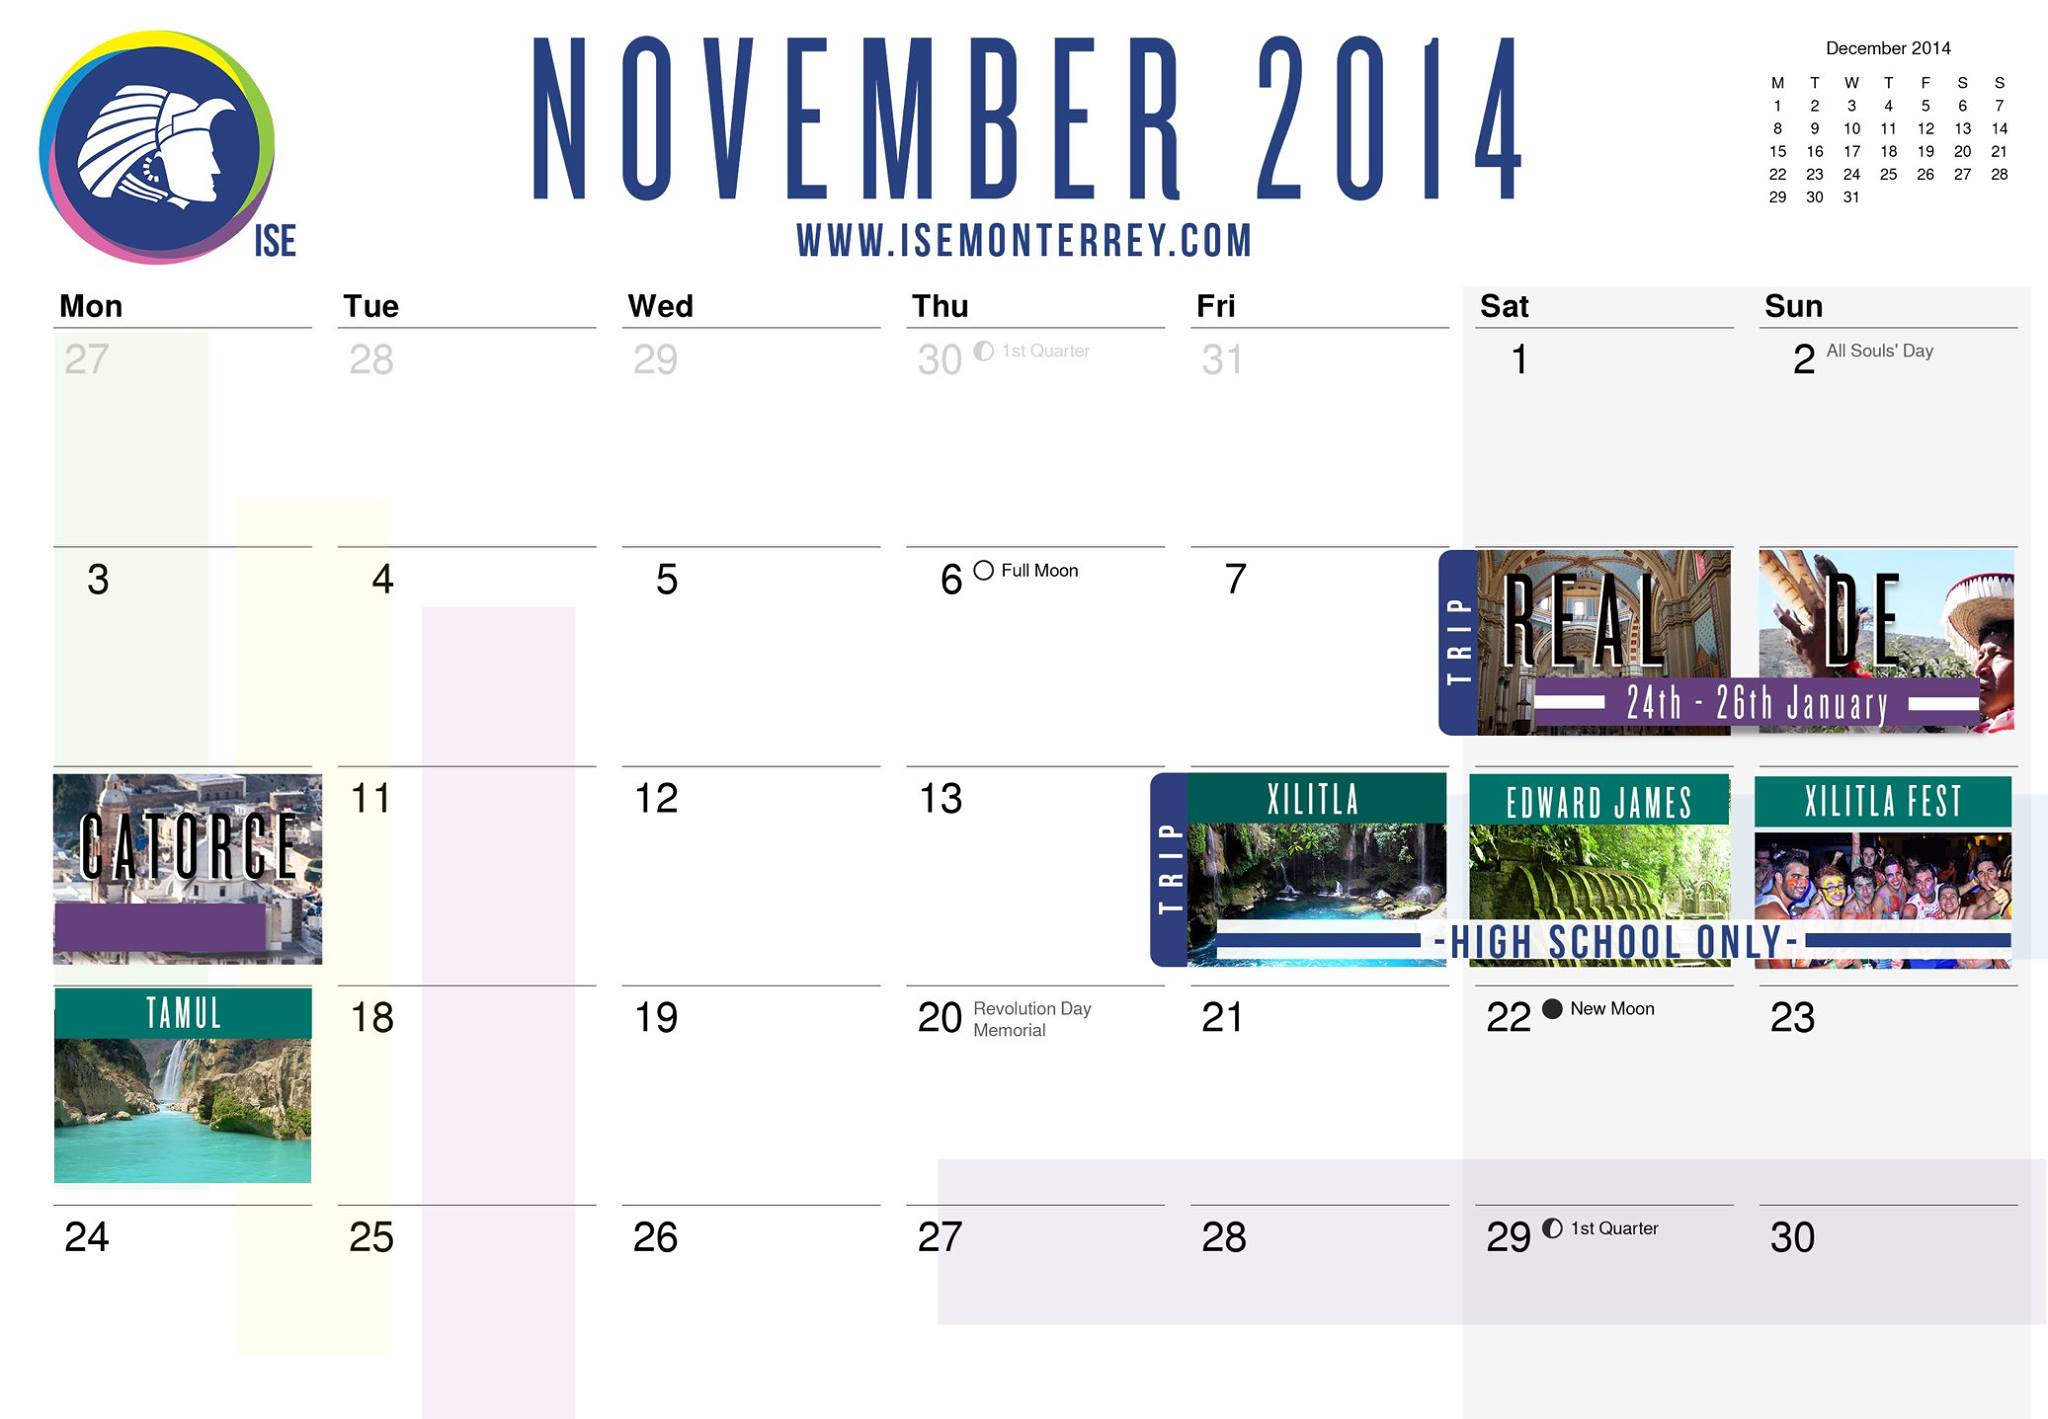 NOVEMBER 2014
WWW.ISEMONTERREY.COM
ISE
December 2014
M T W T F S S
1 2 3 4 5 6 7
8 9 10 11 12 13 14
15 16 17 18 19 20 21
22 23 24 25 26 27 28
29 30 31
Mon Tue Wed Thu Fri Sat Sun
27 28 29 30 1st Quarter 31 1 2 All Souls' Day
3 4 5 6 Full Moon 7
TRIP
REAL DE
24th - 26th January
CATORCE
11 12 13
TRIP
XILITLA EDWARD JAMES XILITLA FEST
-HIGH SCHOOL ONLY-
TAMUL
18 19 20 Revolution Day
Memorial
21 22 New Moon 23
24 25 26 27 28 29 1st Quarter 30